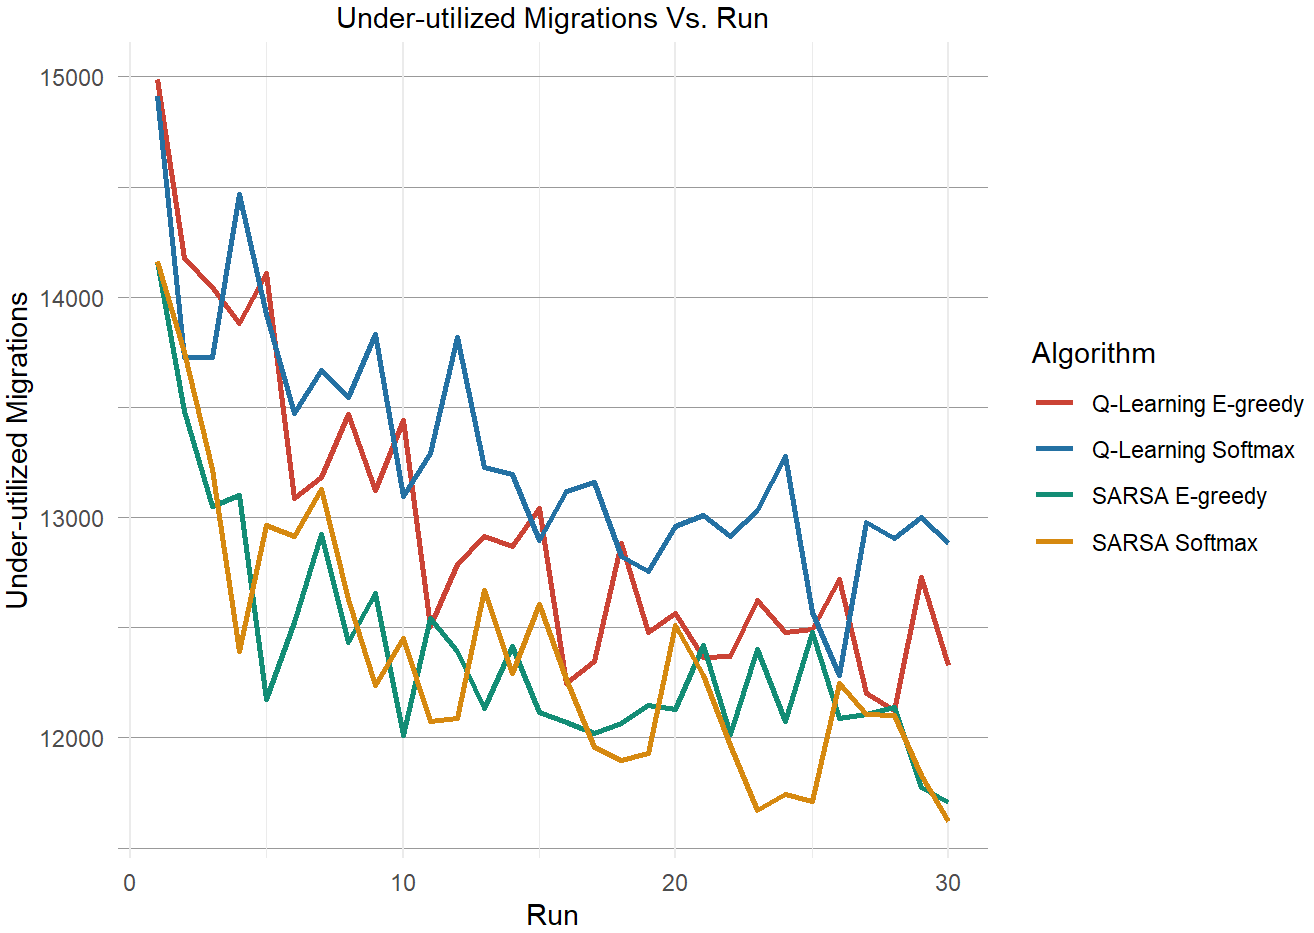 Under-utilized Migrations Vs. Run
Under-utilized Migrations
15000
14000
13000
12000
0
10
20
30
Run
Algorithm
Q-Learning E-greedy
Q-Learning Softmax
SARSA E-greedy
SARSA Softmax